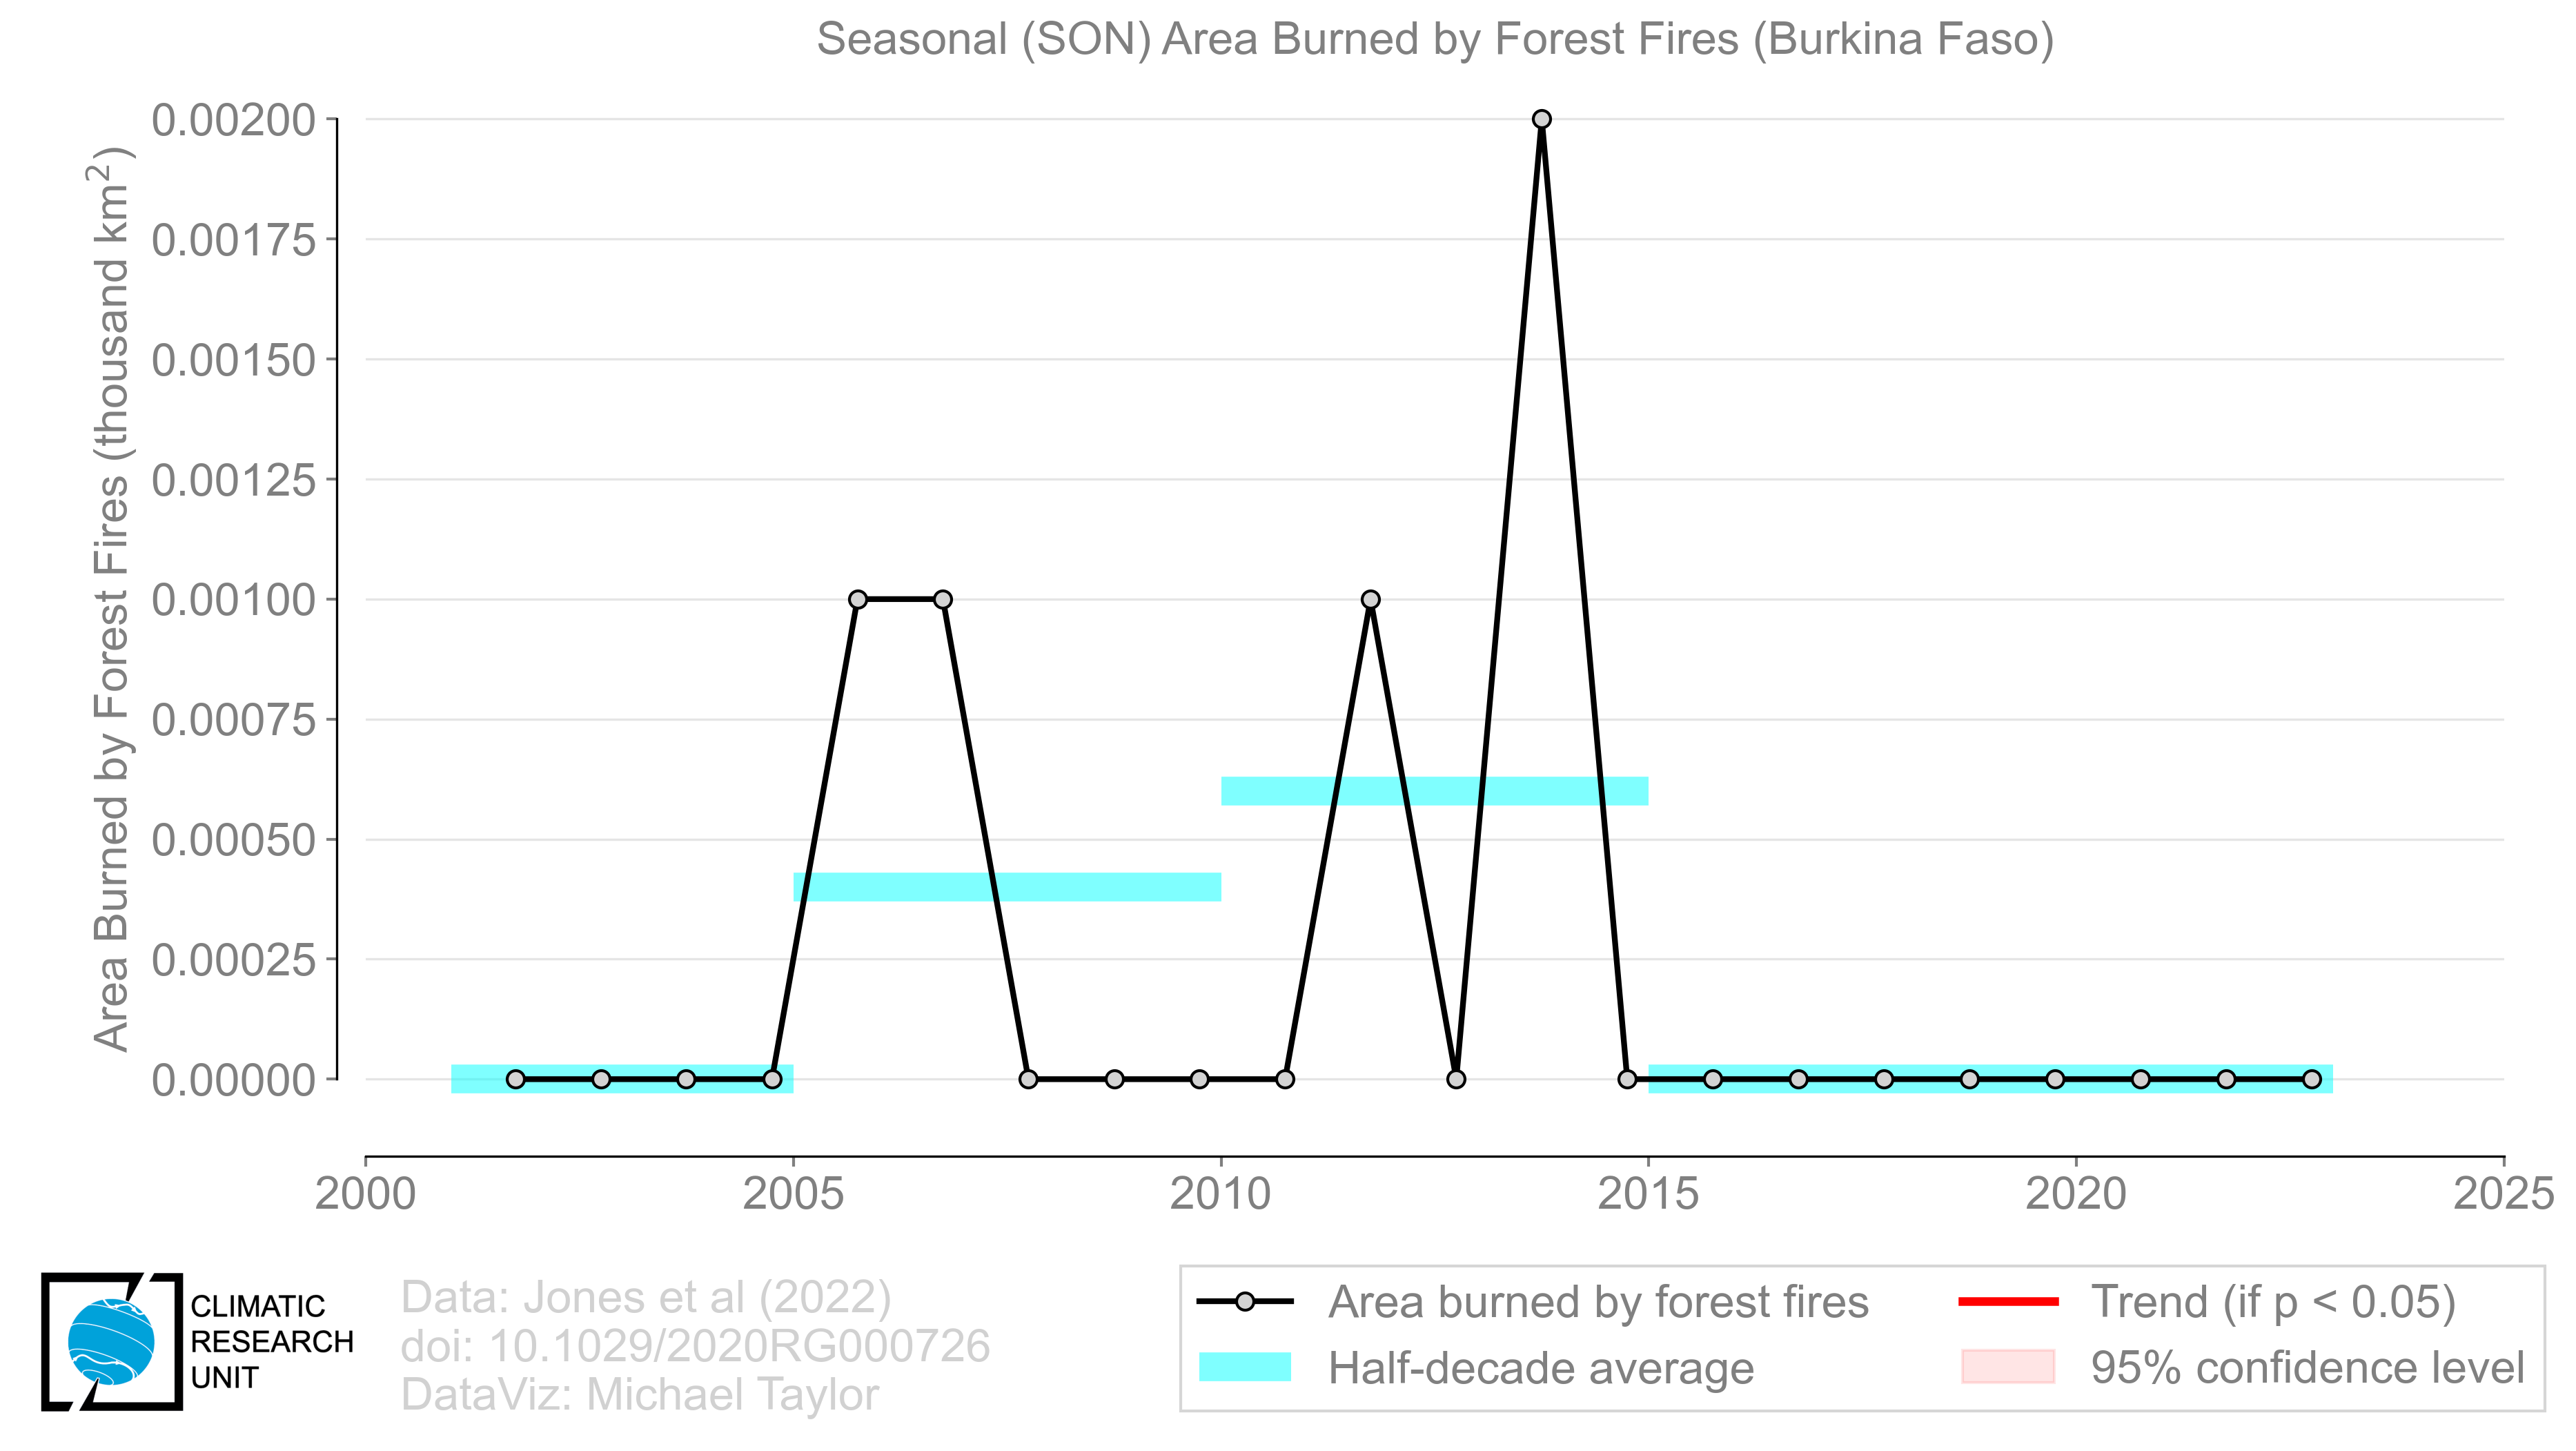 Seasonal (SON) Area Burned by Forest Fires (Burkina Faso)
Area Burned by Forest Fires (thousand km²)
0.00200
0.00175
0.00150
0.00125
0.00100
0.00075
0.00050
0.00025
0.00000
2000 2005 2010 2015 2020 2025
CLIMATIC
RESEARCH
UNIT
Data: Jones et al (2022)
doi: 10.1029/2020RG000726
DataViz: Michael Taylor
Area burned by forest fires
Half-decade average
Trend (if p < 0.05)
95% confidence level